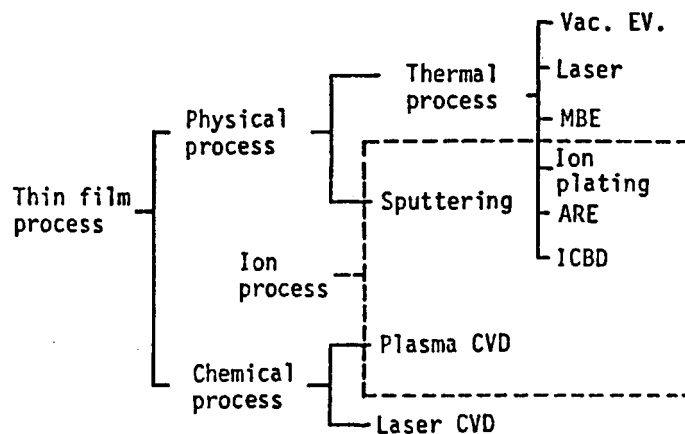 Vac. EV.
Thermal
process
Laser
MBE
Physical
process
Ion
plating
Thin film
process
Sputtering
ARE
Ion
process
ICBD
Plasma CVD
Chemical
process
Laser CVD